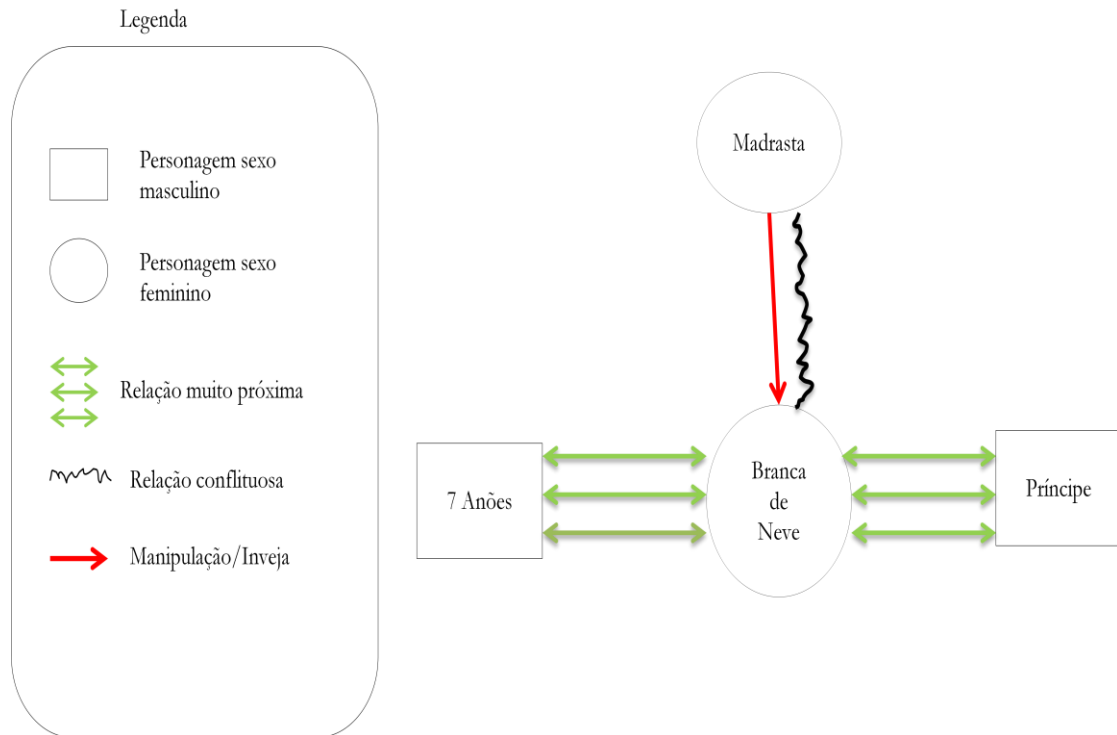 Legenda
Personagem sexo
masculino
Personagem sexo
feminino
Relação muito próxima
Relação conflituosa
Manipulação/Inveja
Madrasta
7 Anões
Branca
de
Neve
Príncipe